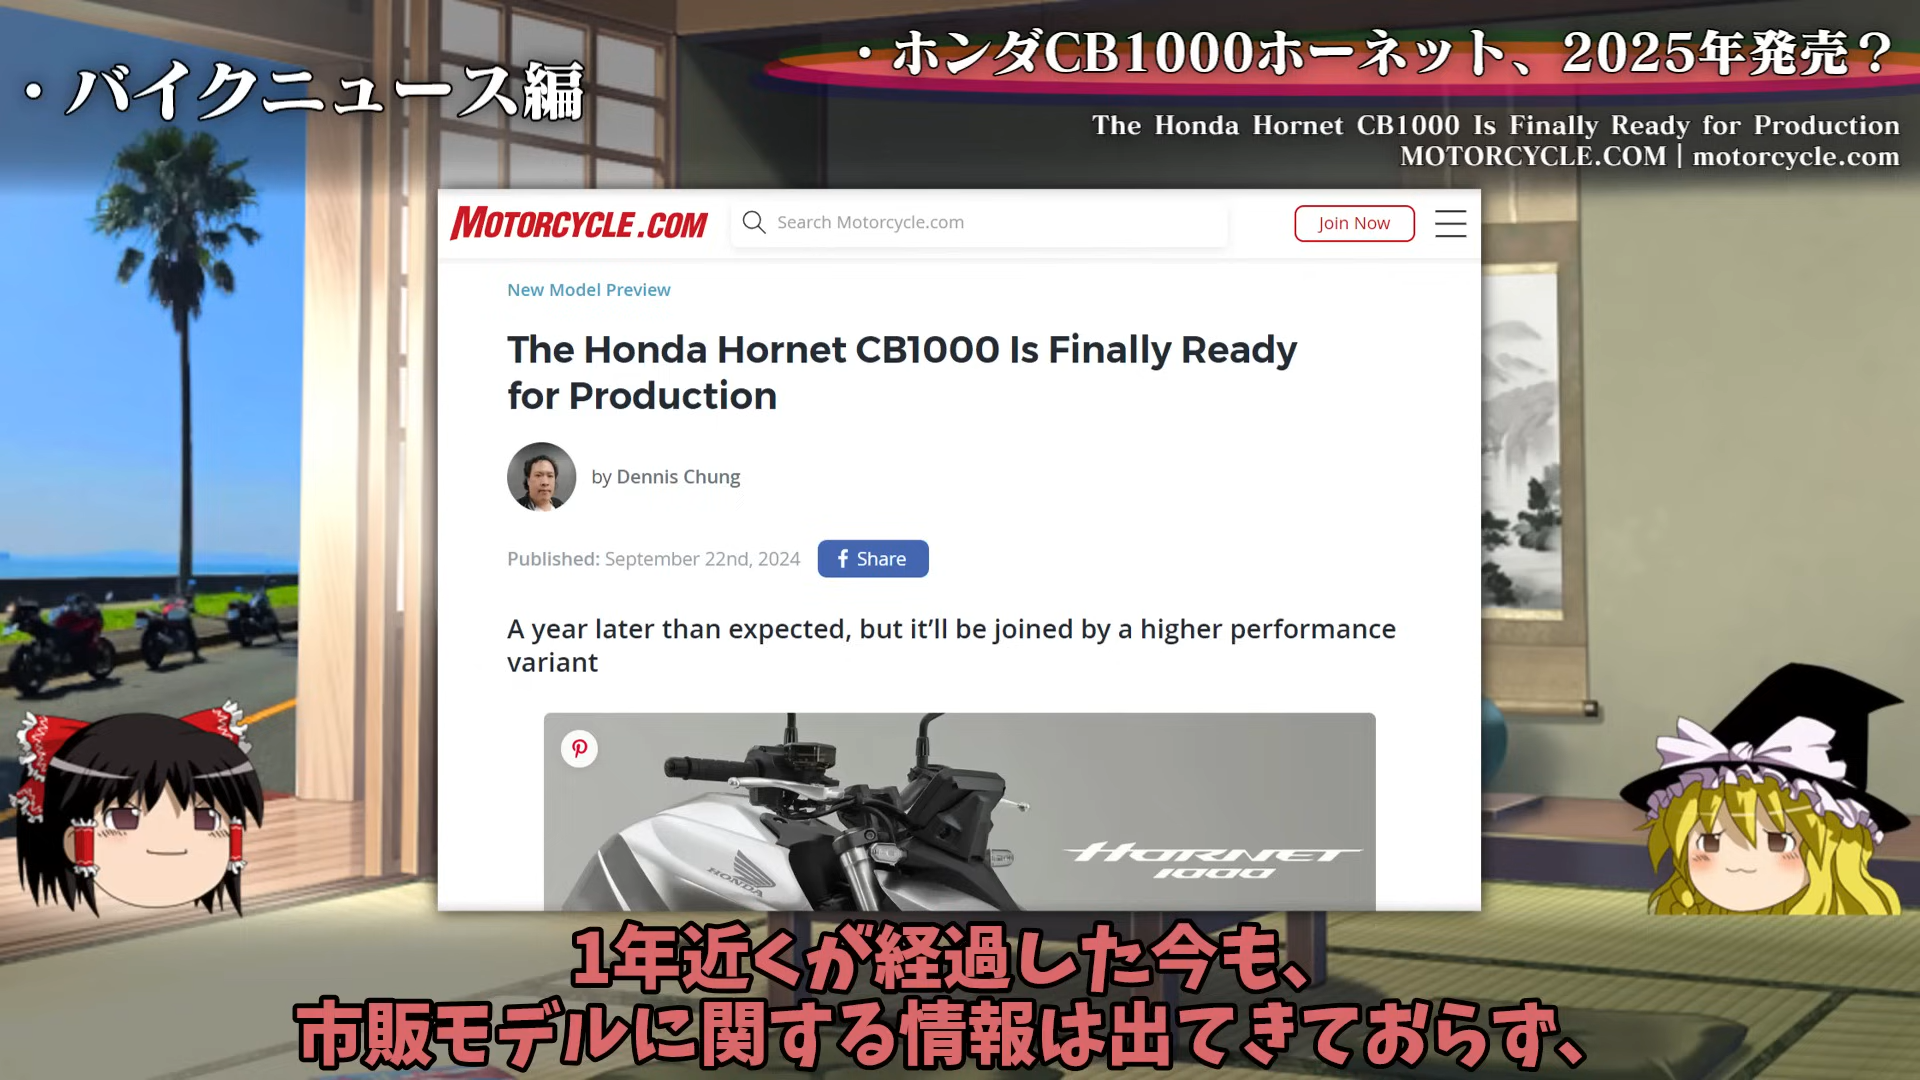 ・バイクニュース編
・ホンダCB1000ホーネット、2025年発売？
The Honda Hornet CB1000 Is Finally Ready for Production
MOTORCYCLE.COM | motorcycle.com
MOTORCYCLE.COM
Search Motorcycle.com
Join Now
New Model Preview
The Honda Hornet CB1000 Is Finally Ready
for Production
by Dennis Chung
Published: September 22nd, 2024
Share
A year later than expected, but it’ll be joined by a higher performance
variant
HONDA
HORNET
1000
1年近くが経過した今も、
市販モデルに関する情報は出てきておらず、